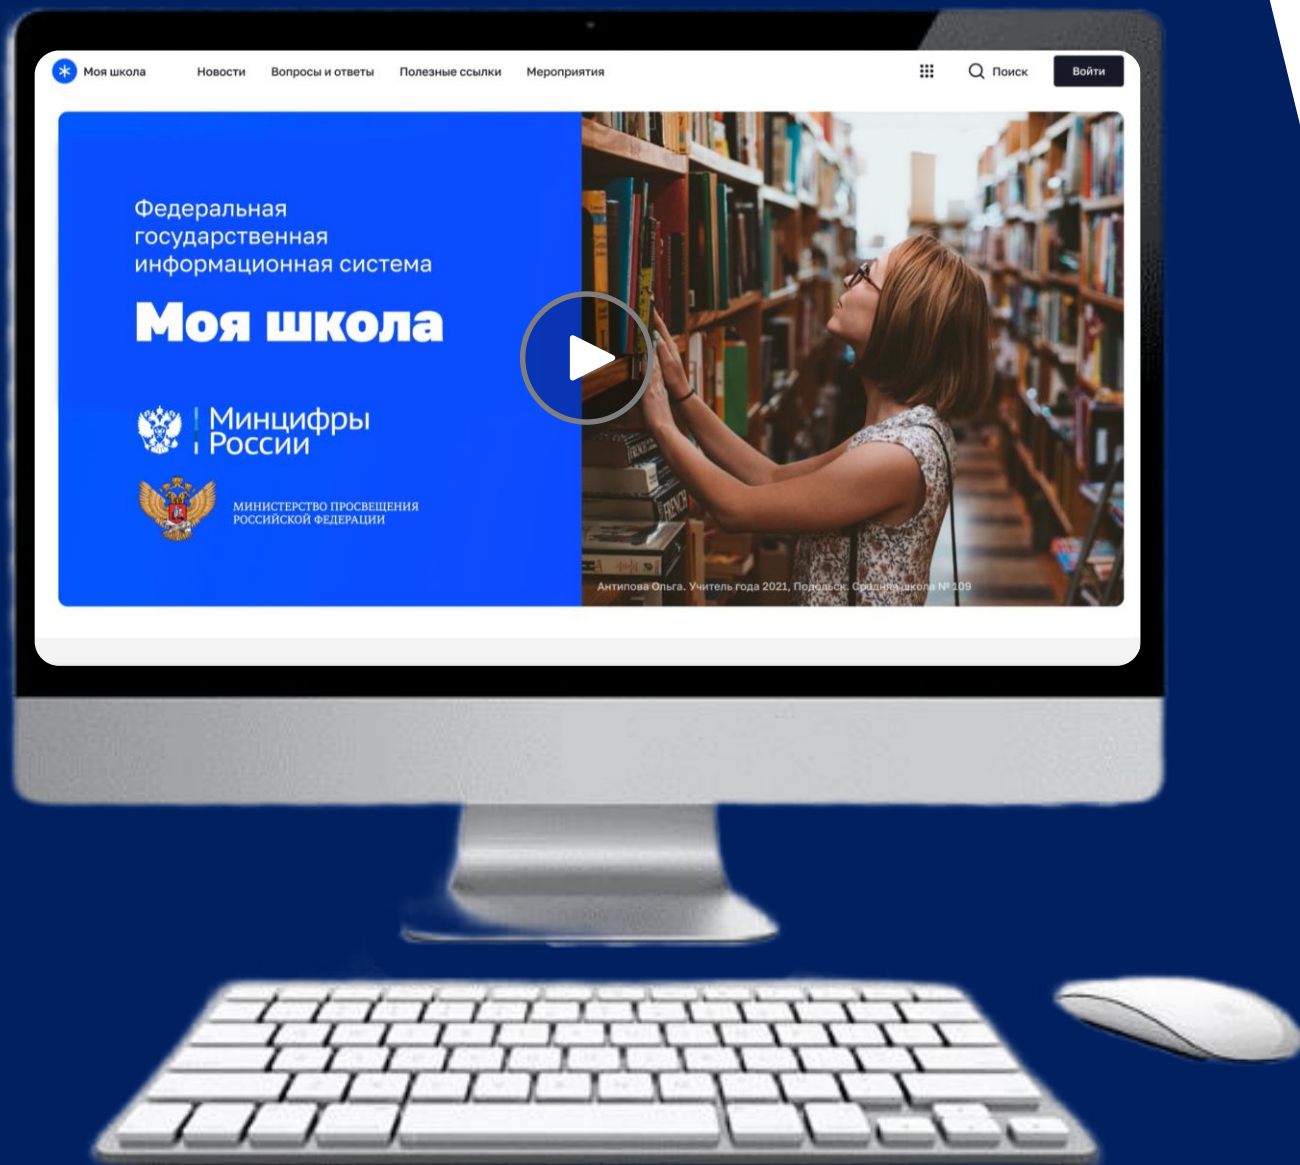 Моя школа
Новости
Вопросы и ответы
Полезные ссылки
Мероприятия
Поиск
Войти
Федеральная
государственная
информационная система
Моя школа
Минцифры
России
МИНИСТЕРСТВО ПРОСВЕЩЕНИЯ
РОССИЙСКОЙ ФЕДЕРАЦИИ
FRENCH
Антипова Ольга. Учитель года 2021, Подольск. Средняя школа № 109